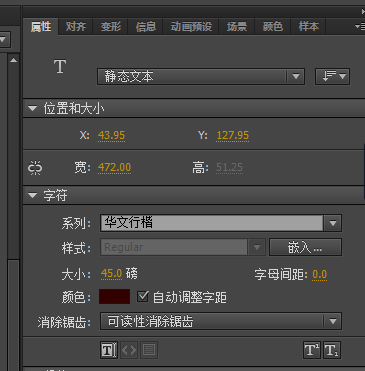 属性 对齐 变形 信息 动画预设 场景 颜色 样本
T 静态文本
位置和大小
X: 43.95 Y: 127.95
宽: 472.00 高: 51.25
字符
系列: 华文行楷
样式: Regular 嵌入...
大小: 45.0 磅 字母间距: 0.0
颜色: 自动调整字距
消除锯齿: 可读性消除锯齿
T <> T¹ T₁